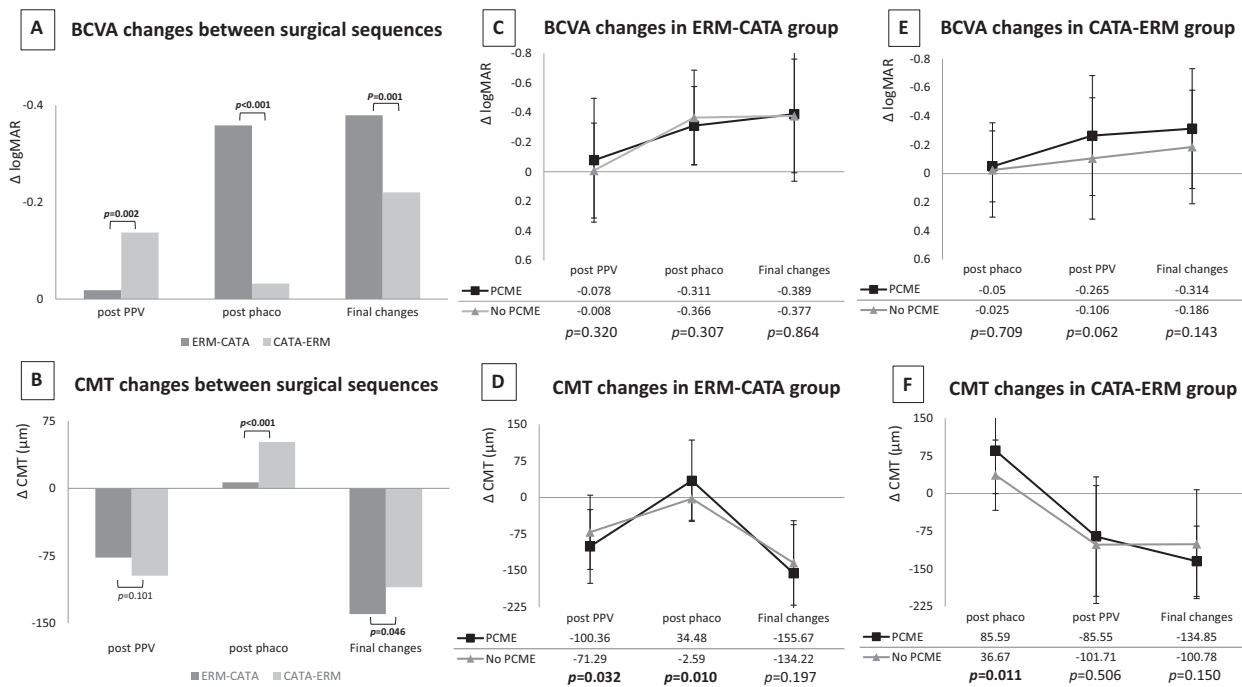 A BCVA changes between surgical sequences
Δ logMAR
-0.4
-0.2
0
p=0.002
p<0.001
p=0.001
post PPV post phaco Final changes
ERM-CATA CATA-ERM
B CMT changes between surgical sequences
Δ CMT (μm)
75
0
-75
-150
p=0.101
p<0.001
p=0.046
post PPV post phaco Final changes
ERM-CATA CATA-ERM
C BCVA changes in ERM-CATA group
Δ logMAR
-0.8
-0.6
-0.4
-0.2
0
0.2
0.4
0.6
post PPV post phaco Final changes
PCME -0.078 -0.311 -0.389
No PCME -0.008 -0.366 -0.377
p=0.320 p=0.307 p=0.864
D CMT changes in ERM-CATA group
Δ CMT (μm)
150
75
0
-75
-150
-225
post PPV post phaco Final changes
PCME -100.36 34.48 -155.67
No PCME -71.29 -2.59 -134.22
p=0.032 p=0.010 p=0.197
E BCVA changes in CATA-ERM group
Δ logMAR
-0.8
-0.6
-0.4
-0.2
0
0.2
0.4
0.6
post phaco post PPV Final changes
PCME -0.05 -0.265 -0.314
No PCME -0.025 -0.106 -0.186
p=0.709 p=0.062 p=0.143
F CMT changes in CATA-ERM group
Δ CMT (μm)
150
75
0
-75
-150
-225
post phaco post PPV Final changes
PCME 85.59 -85.55 -134.85
No PCME 36.67 -101.71 -100.78
p=0.011 p=0.506 p=0.150